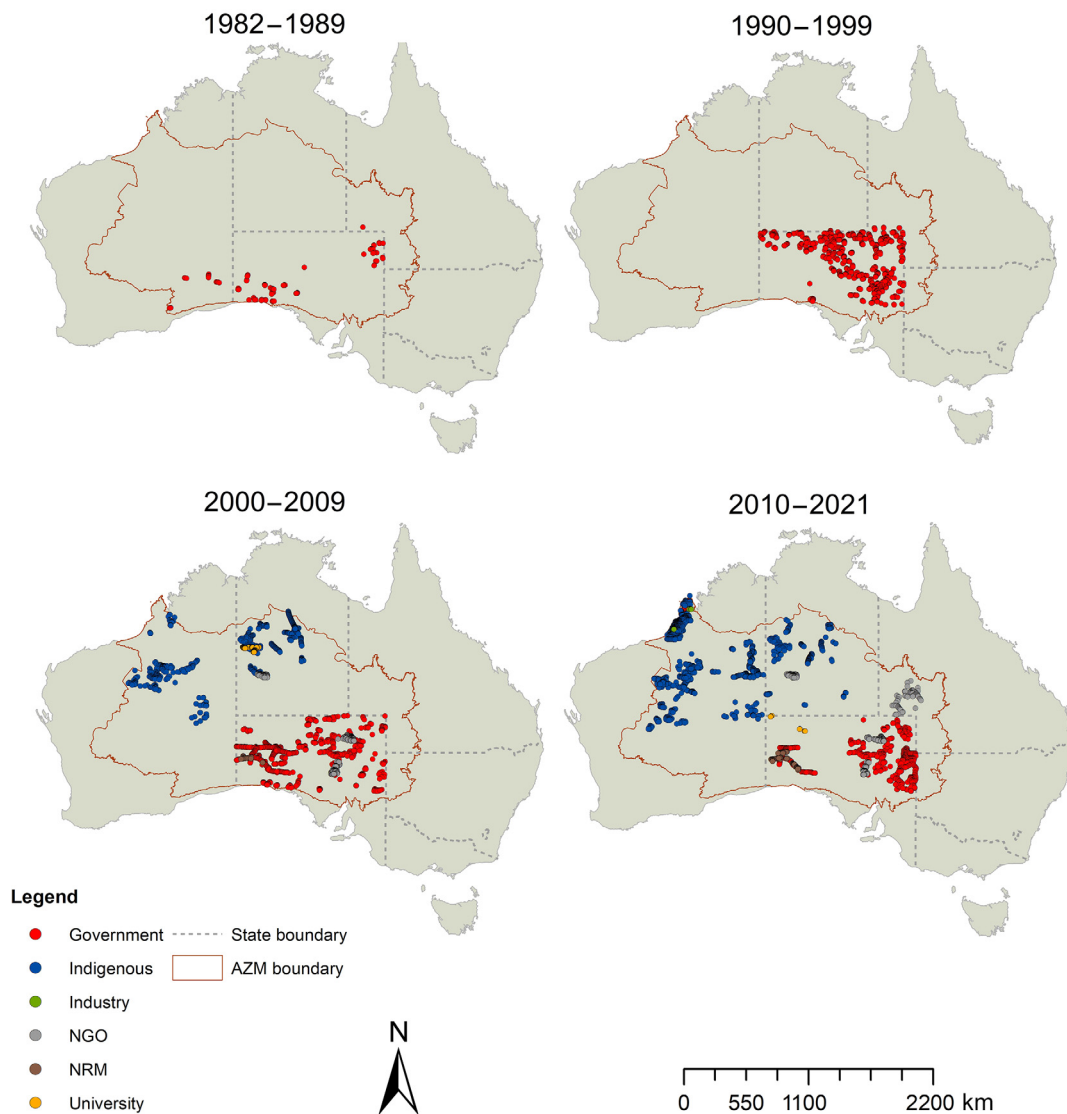 1982–1989
1990–1999
2000–2009
2010–2021
Legend
Government
State boundary
Indigenous
AZM boundary
Industry
NGO
NRM
University
N
0 550 1100 2200 km